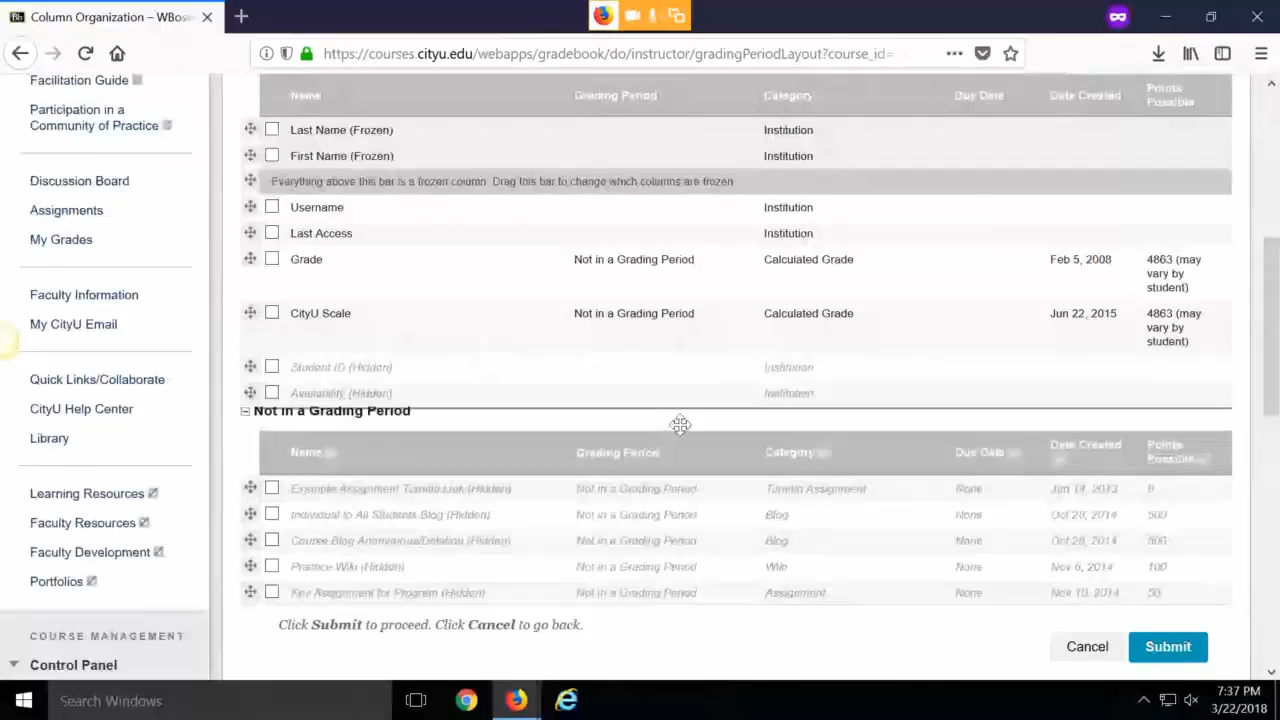 Column Organization – WBosw
https://courses.cityu.edu/webapps/gradebook/do/instructor/gradingPeriodLayout?course_id=
Facilitation Guide
Participation in a
Community of Practice
Discussion Board
Assignments
My Grades
Faculty Information
My CityU Email
Quick Links/Collaborate
CityU Help Center
Library
Learning Resources
Faculty Resources
Faculty Development
Portfolios
COURSE MANAGEMENT
Control Panel
Name Grading Period Category Due Date Date Created Points Possible
Last Name (Frozen) Institution
First Name (Frozen) Institution
Everything above this bar is a frozen column. Drag this bar to change which columns are frozen
Username Institution
Last Access Institution
Grade Not in a Grading Period Calculated Grade Feb 5, 2008 4863 (may
vary by
student)
CityU Scale Not in a Grading Period Calculated Grade Jun 22, 2015 4863 (may
vary by
student)
Student ID (Hidden) Institution
Availability (Hidden) Institution
Not in a Grading Period
Name Grading Period Category Due Date Date Created Points Possible
Example Assignment Turnitin Link (Hidden) Not in a Grading Period Turnitin Assignment None 2013 0
Individual to All Students Blog (Hidden) Not in a Grading Period Blog None Oct 28, 2014 500
Course Blog (Hidden) Not in a Grading Period Blog None Oct 28, 2014 500
Practice Wiki (Hidden) Not in a Grading Period Wiki None Nov 6, 2014 100
Key Assignment for Program (Hidden) Not in a Grading Period Assignment None Nov 10, 2014 50
Click Submit to proceed. Click Cancel to go back.
Cancel Submit
Search Windows
7:37 PM
3/22/2018